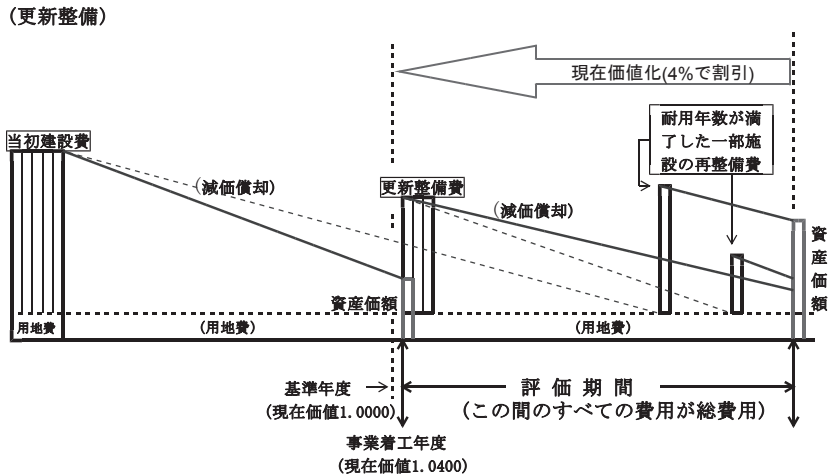 (更新整備)
現在価値化(4%で割引)
耐用年数が満
了した一部施
設の再整備費
当初建設費
(減価償却)
更新整備費
(減価償却)
資産価額
資産価額
用地費
(用地費)
(用地費)
基準年度
(現在価値1.0000)
評価期間
(この間のすべての費用が総費用)
事業着工年度
(現在価値1.0400)